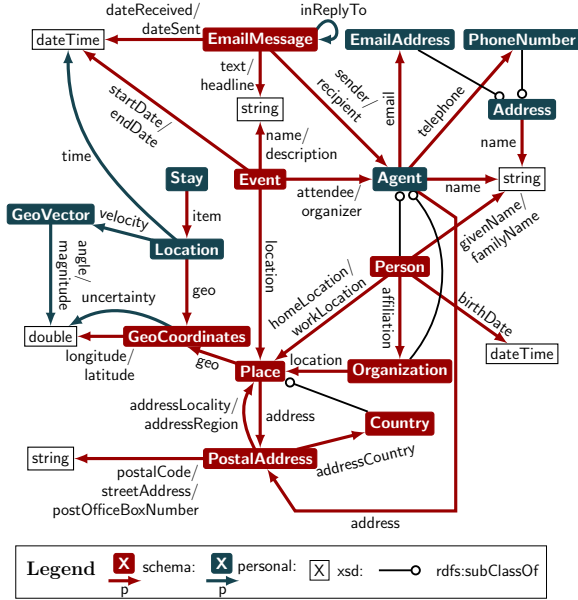 dateReceived/
dateSent
inReplyTo
dateTime
EmailMessage
EmailAddress
PhoneNumber
text/
headline
sender/
recipient
email
telephone
Address
string
startDate/
endDate
name/
description
name
time
Stay
Event
attendee/
organizer
Agent
name
string
GeoVector
velocity
item
givenName/
familyName
Location
angle/
magnitude
location
Person
uncertainty
geo
homeLocation/
workLocation
affiliation
birthDate
double
GeoCoordinates
longitude/
latitude
geo
Place
location
Organization
dateTime
addressLocality/
addressRegion
address
Country
string
PostalAddress
addressCountry
postalCode/
streetAddress/
postOfficeBoxNumber
address
Legend X schema: X personal: X xsd: rdfs:subClassOf
p p